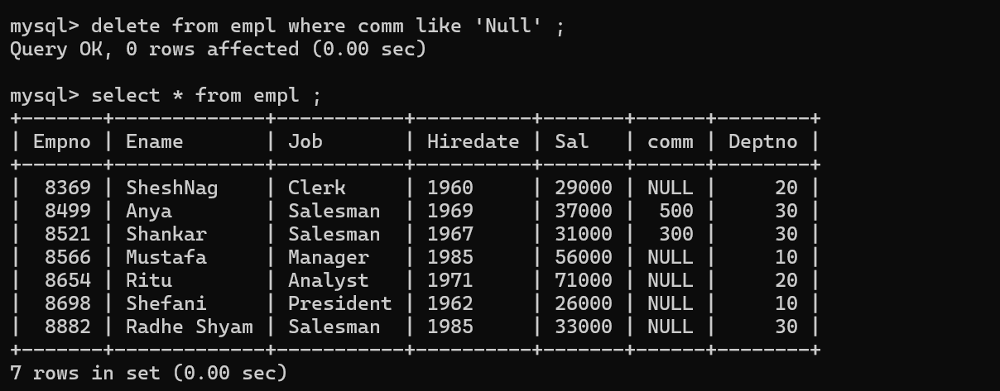 mysql> delete from empl where comm like 'Null' ;
Query OK, 0 rows affected (0.00 sec)

mysql> select * from empl ;
+-------+-------------+-----------+----------+-------+------+--------+
| Empno | Ename       | Job       | Hiredate | Sal   | comm | Deptno |
+-------+-------------+-----------+----------+-------+------+--------+
|  8369 | SheshNag    | Clerk     | 1960     | 29000 | NULL |     20 |
|  8499 | Anya        | Salesman  | 1969     | 37000 |  500 |     30 |
|  8521 | Shankar     | Salesman  | 1967     | 31000 |  300 |     30 |
|  8566 | Mustafa     | Manager   | 1985     | 56000 | NULL |     10 |
|  8654 | Ritu        | Analyst   | 1971     | 71000 | NULL |     20 |
|  8698 | Shefani     | President | 1962     | 26000 | NULL |     10 |
|  8882 | Radhe Shyam | Salesman  | 1985     | 33000 | NULL |     30 |
+-------+-------------+-----------+----------+-------+------+--------+
7 rows in set (0.00 sec)